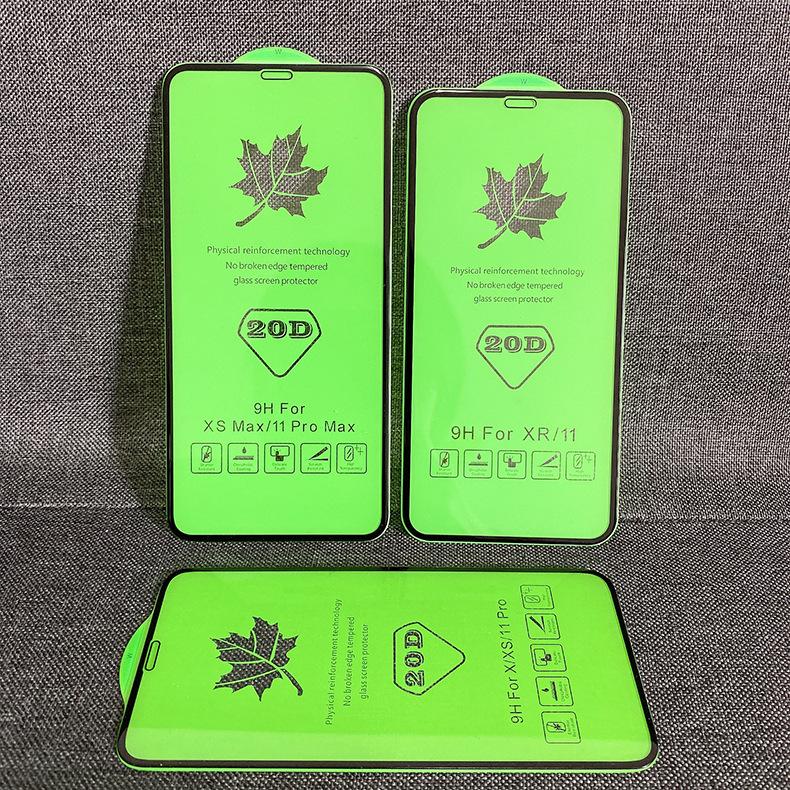 W
Physical reinforcement technology
No broken edge tempered
glass screen protector
20D
9H For
XS Max/11 Pro Max
W
Physical reinforcement technology
No broken edge tempered
glass screen protector
20D
9H For XR/11
W
Physical reinforcement technology
No broken edge tempered
glass screen protector
20D
9H For X/XS/11 Pro